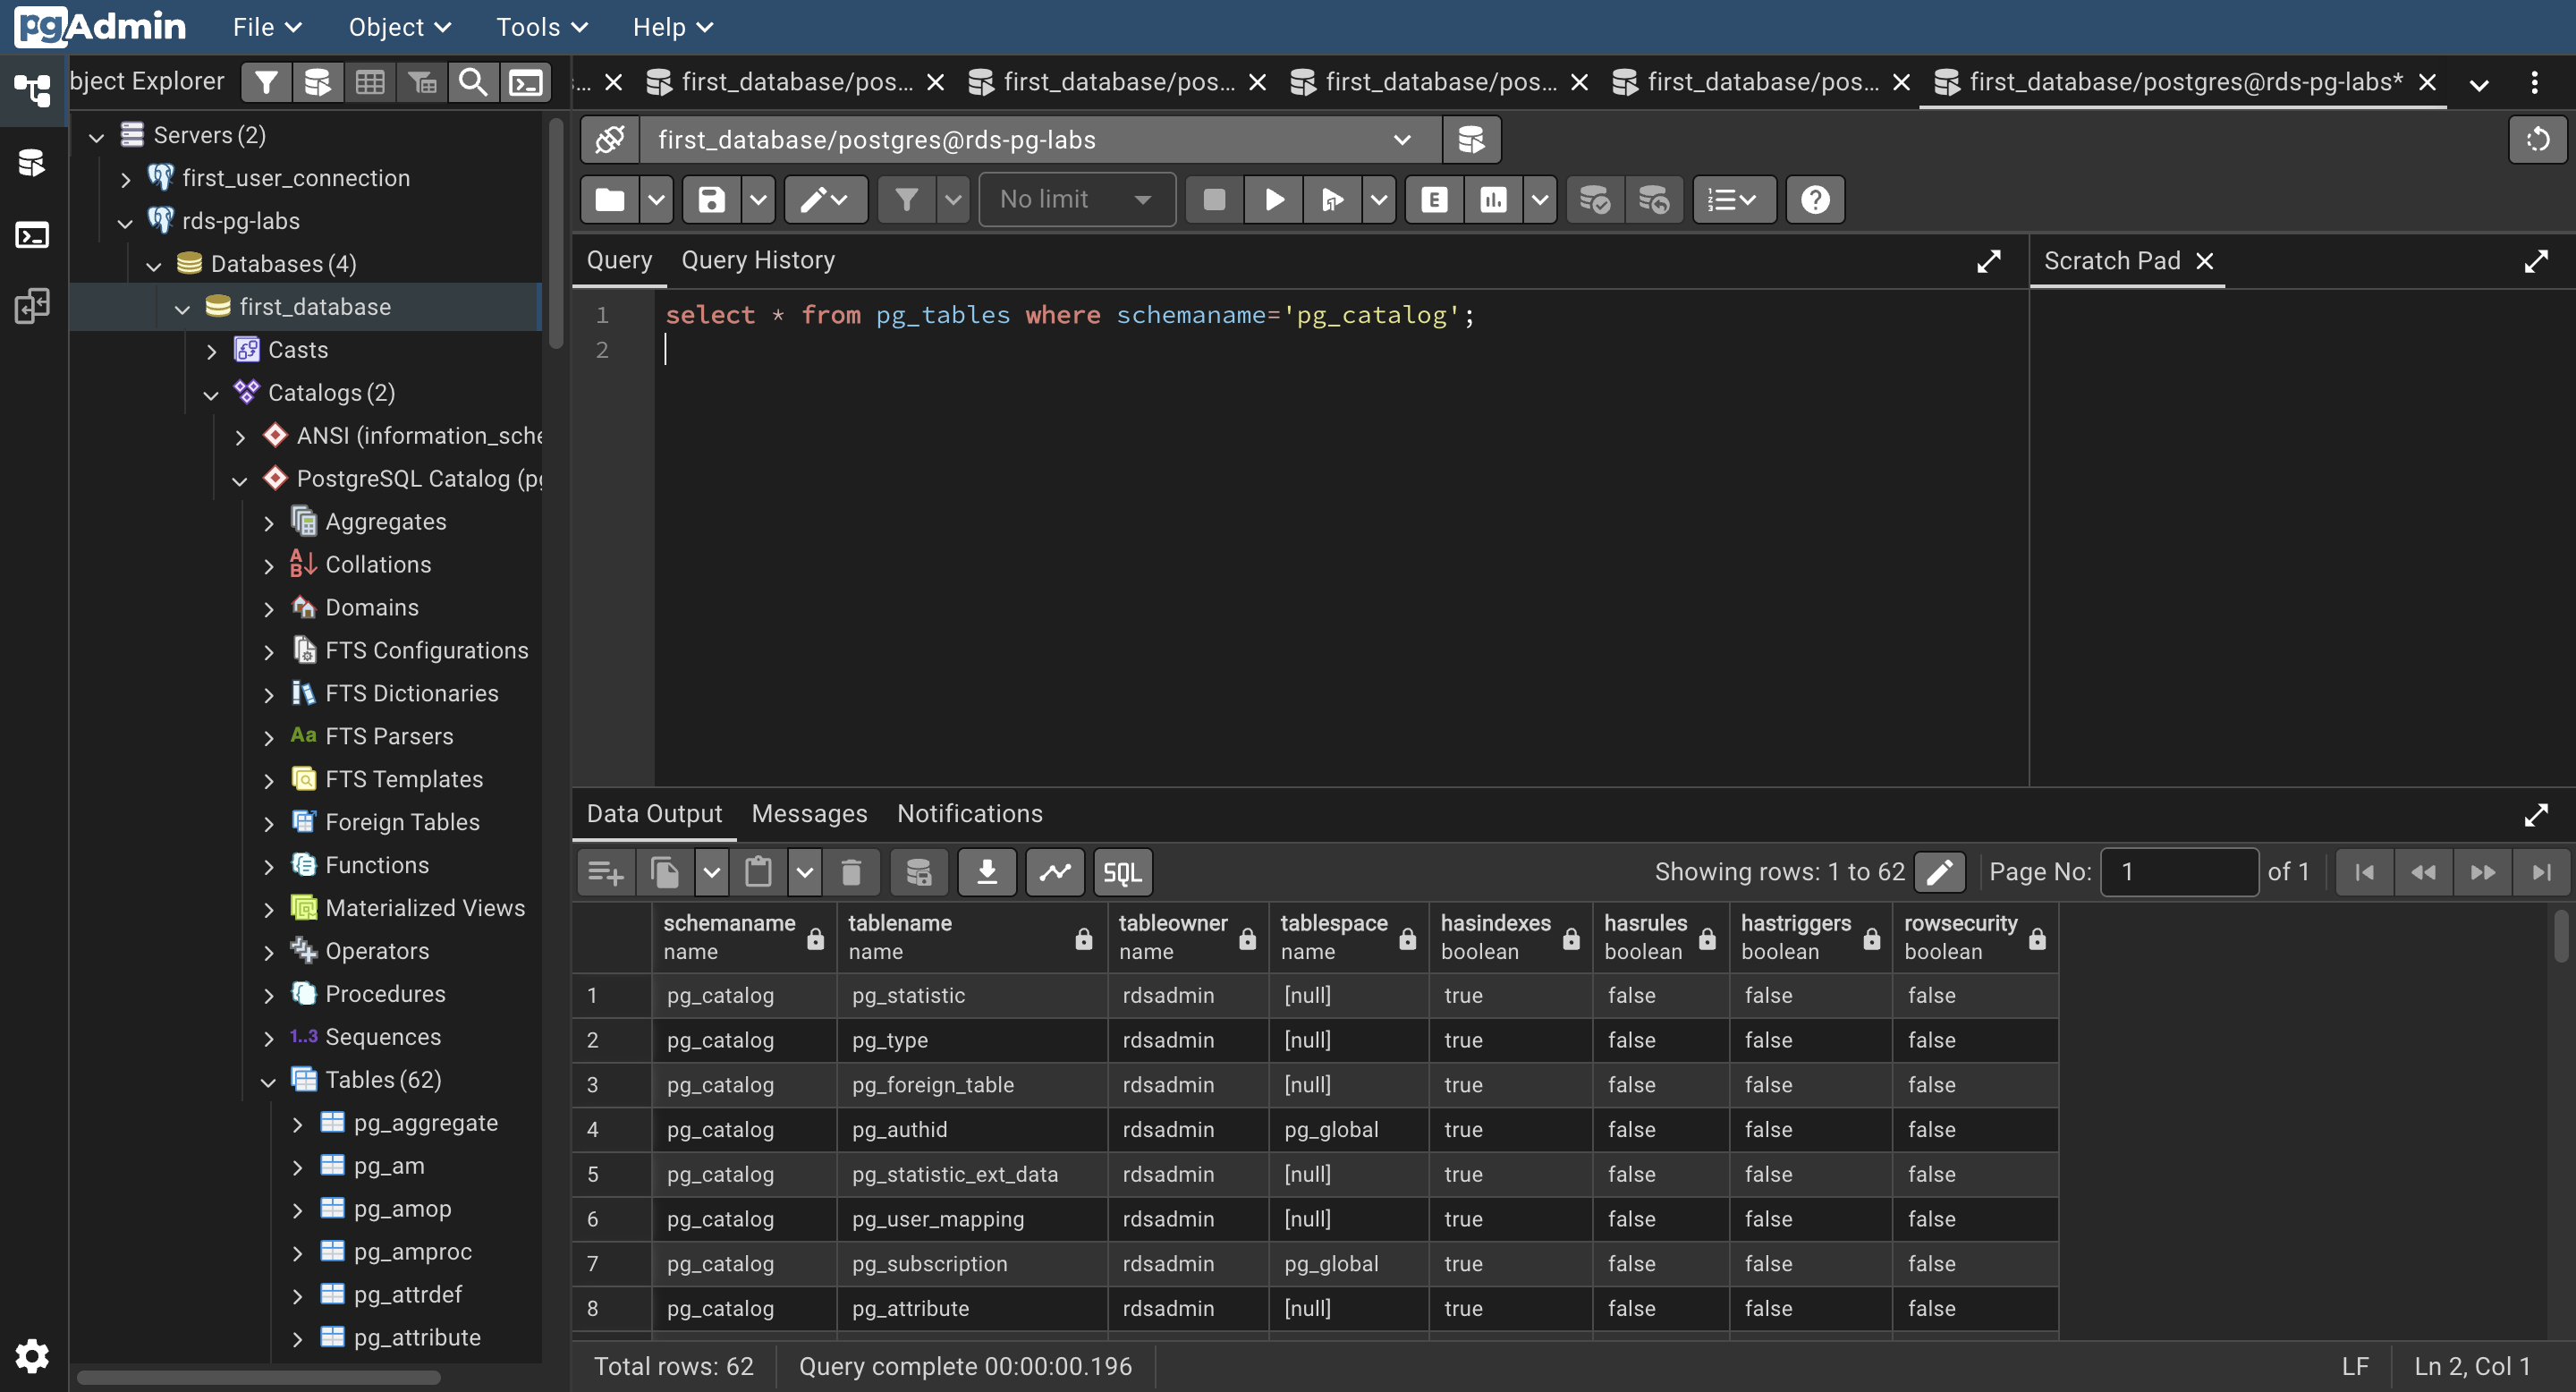 pgAdmin File Object Tools Help
bject Explorer
s... first_database/pos... first_database/pos... first_database/pos... first_database/pos... first_database/postgres@rds-pg-labs*
Servers (2)
first_user_connection
rds-pg-labs
Databases (4)
first_database
Casts
Catalogs (2)
ANSI (information_sche
PostgreSQL Catalog (pg
Aggregates
Collations
Domains
FTS Configurations
FTS Dictionaries
Aa FTS Parsers
FTS Templates
Foreign Tables
Functions
Materialized Views
Operators
Procedures
1..3 Sequences
Tables (62)
pg_aggregate
pg_am
pg_amop
pg_amproc
pg_attrdef
pg_attribute
first_database/postgres@rds-pg-labs
No limit
E
Query Query History
Scratch Pad
1 select * from pg_tables where schemaname='pg_catalog';
2
Data Output Messages Notifications
SQL Showing rows: 1 to 62 Page No: 1 of 1
schemaname tablename tableowner tablespace hasindexes hasrules hastriggers rowsecurity
name name name name boolean boolean boolean boolean
1 pg_catalog pg_statistic rdsadmin [null] true false false false
2 pg_catalog pg_type rdsadmin [null] true false false false
3 pg_catalog pg_foreign_table rdsadmin [null] true false false false
4 pg_catalog pg_authid rdsadmin pg_global true false false false
5 pg_catalog pg_statistic_ext_data rdsadmin [null] true false false false
6 pg_catalog pg_user_mapping rdsadmin [null] true false false false
7 pg_catalog pg_subscription rdsadmin pg_global true false false false
8 pg_catalog pg_attribute rdsadmin [null] true false false false
Total rows: 62 Query complete 00:00:00.196 LF Ln 2, Col 1